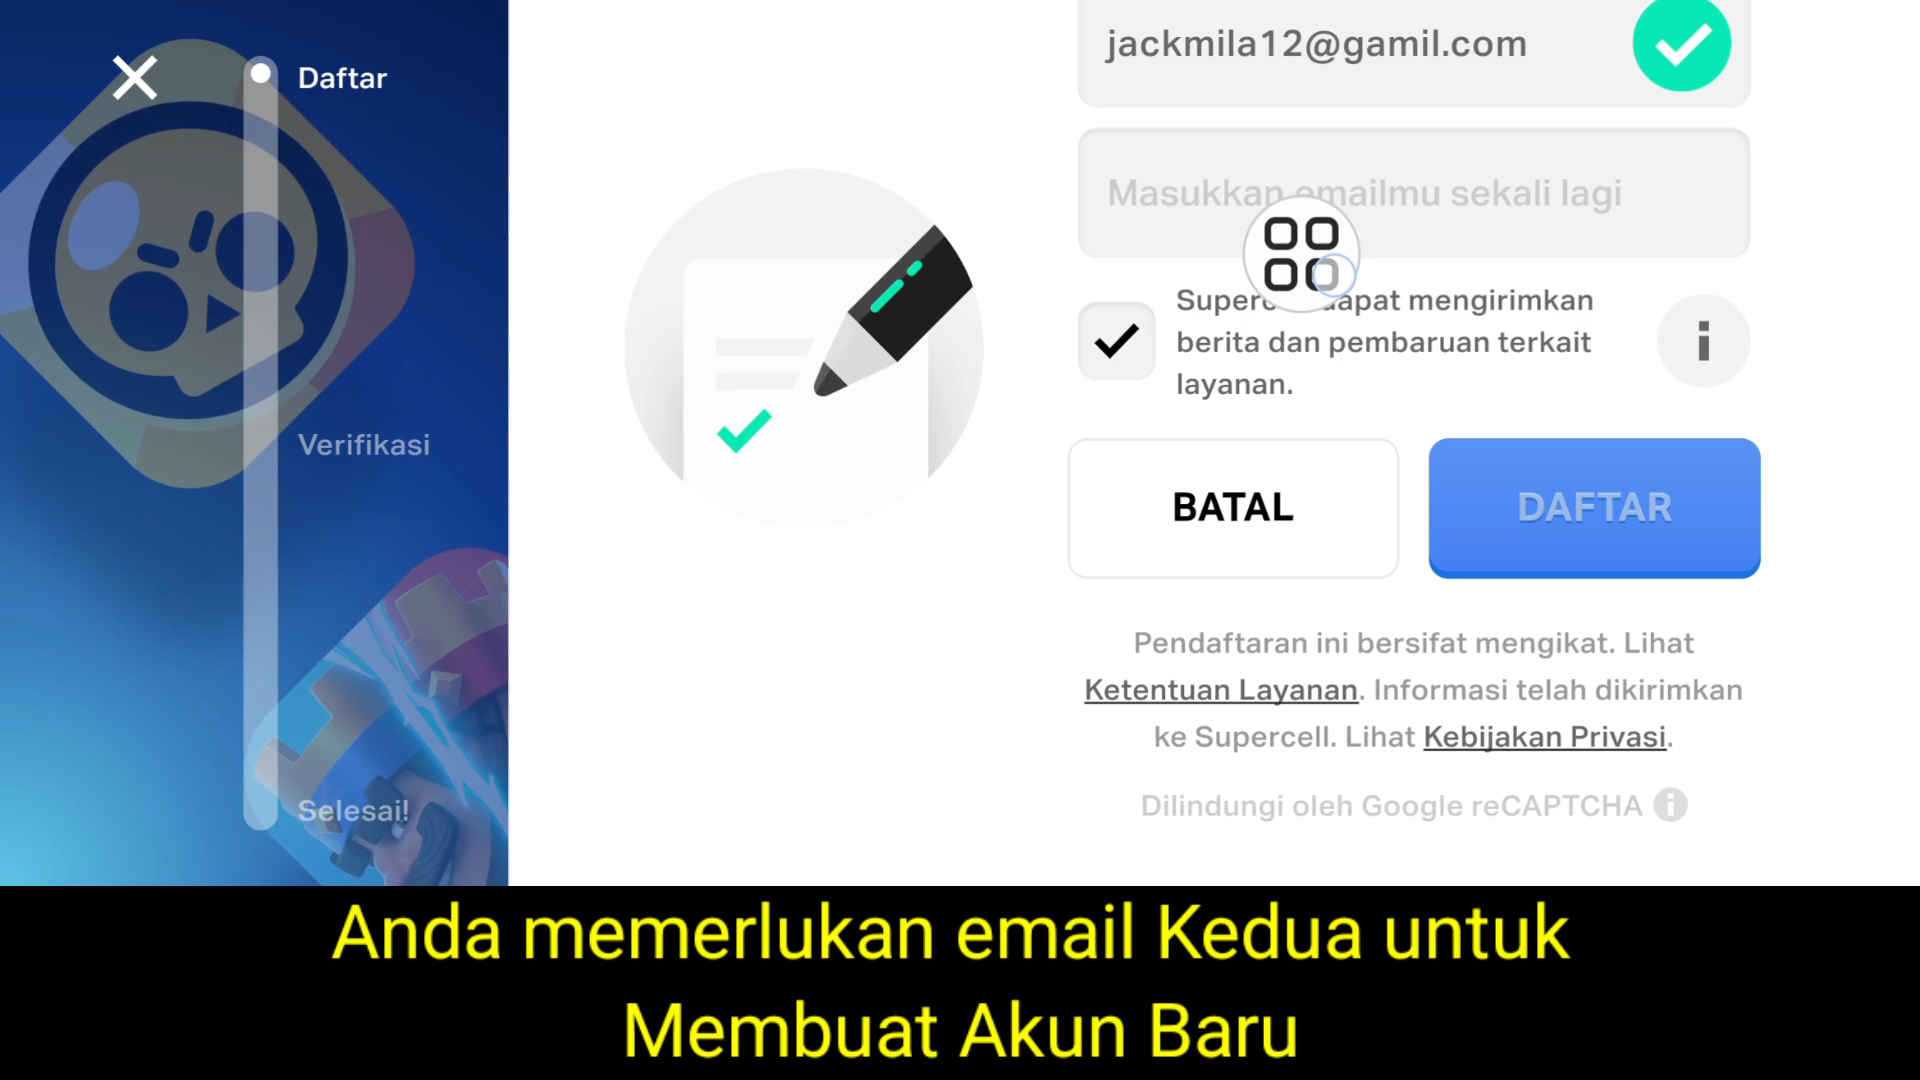 Daftar
Verifikasi
Selesai!
jackmila12@gamil.com
Masukkan emailmu sekali lagi
dapat mengirimkan
berita dan pembaruan terkait
layanan.
BATAL
DAFTAR
Pendaftaran ini bersifat mengikat. Lihat
Ketentuan Layanan. Informasi telah dikirimkan
ke Supercell. Lihat Kebijakan Privasi.
Dilindungi oleh Google reCAPTCHA
Anda memerlukan email Kedua untuk
Membuat Akun Baru